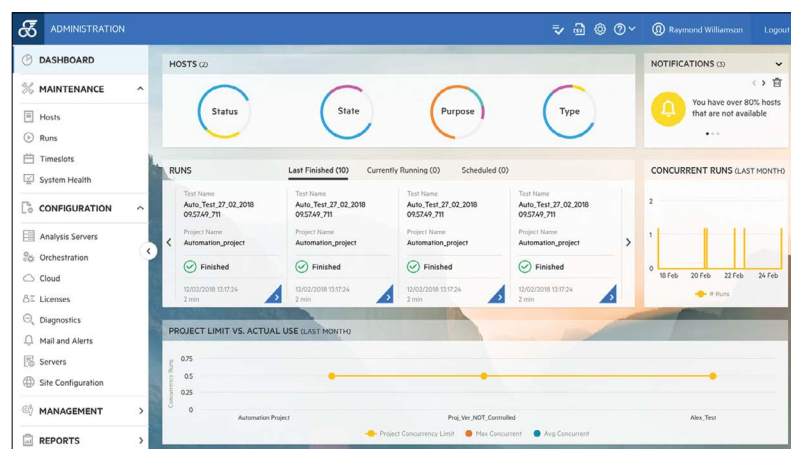 ADMINISTRATION
CSV
Raymond Williamson
Logout
DASHBOARD
MAINTENANCE
Hosts
Runs
Timeslots
System Health
CONFIGURATION
Analysis Servers
Orchestration
Cloud
Licenses
Diagnostics
Mail and Alerts
Servers
Site Configuration
MANAGEMENT
REPORTS
HOSTS (2)
Status
State
Purpose
Type
NOTIFICATIONS (3)
You have over 80% hosts
that are not available
RUNS
Last Finished (10)
Currently Running (0)
Scheduled (0)
Test Name
Auto_Test_27_02_2018
09.57.49_711
Project Name
Automation_project
Finished
12/02/2018 13:17:24
2 min
Test Name
Auto_Test_27_02_2018
09.57.49_711
Project Name
Automation_project
Finished
12/02/2018 13:17:24
2 min
Test Name
Auto_Test_27_02_2018
09.57.49_711
Project Name
Automation_project
Finished
12/02/2018 13:17:24
2 min
Test Name
Auto_Test_27_02_2018
09.57.49_711
Project Name
Automation_project
Finished
12/02/2018 13:17:24
2 min
CONCURRENT RUNS (LAST MONTH)
2
1
0
18 Feb 20 Feb 22 Feb 24 Feb
# Runs
PROJECT LIMIT VS. ACTUAL USE (LAST MONTH)
Concurrency Runs
0.75
0.5
0.25
0
Automation Project
Proj_Ver_NOT_Controlled
Alex_Test
Project Concurrency Limit
Max Concurrent
Avg Concurrent